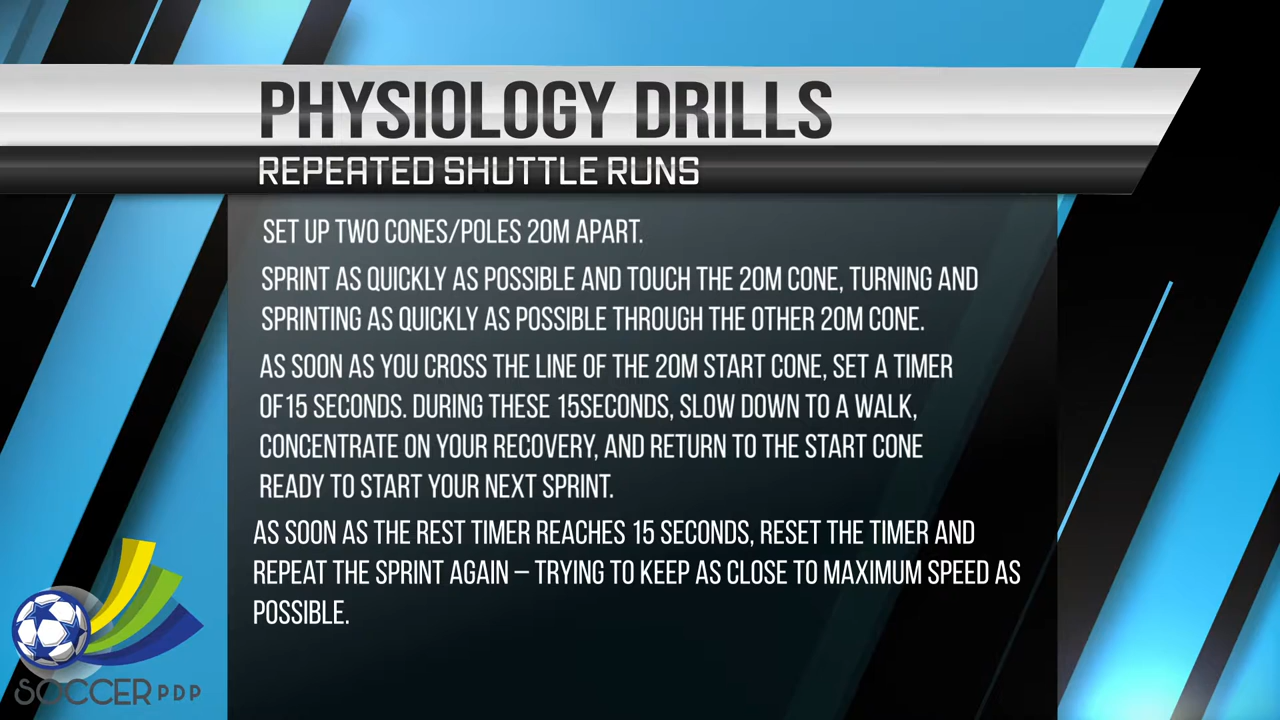 PHYSIOLOGY DRILLS
REPEATED SHUTTLE RUNS
SET UP TWO CONES/POLES 20M APART.
SPRINT AS QUICKLY AS POSSIBLE AND TOUCH THE 20M CONE, TURNING AND
SPRINTING AS QUICKLY AS POSSIBLE THROUGH THE OTHER 20M CONE.
AS SOON AS YOU CROSS THE LINE OF THE 20M START CONE, SET A TIMER
OF15 SECONDS. DURING THESE 15SECONDS, SLOW DOWN TO A WALK,
CONCENTRATE ON YOUR RECOVERY, AND RETURN TO THE START CONE
READY TO START YOUR NEXT SPRINT.
AS SOON AS THE REST TIMER REACHES 15 SECONDS, RESET THE TIMER AND
REPEAT THE SPRINT AGAIN – TRYING TO KEEP AS CLOSE TO MAXIMUM SPEED AS
POSSIBLE.
SOCCER PDP